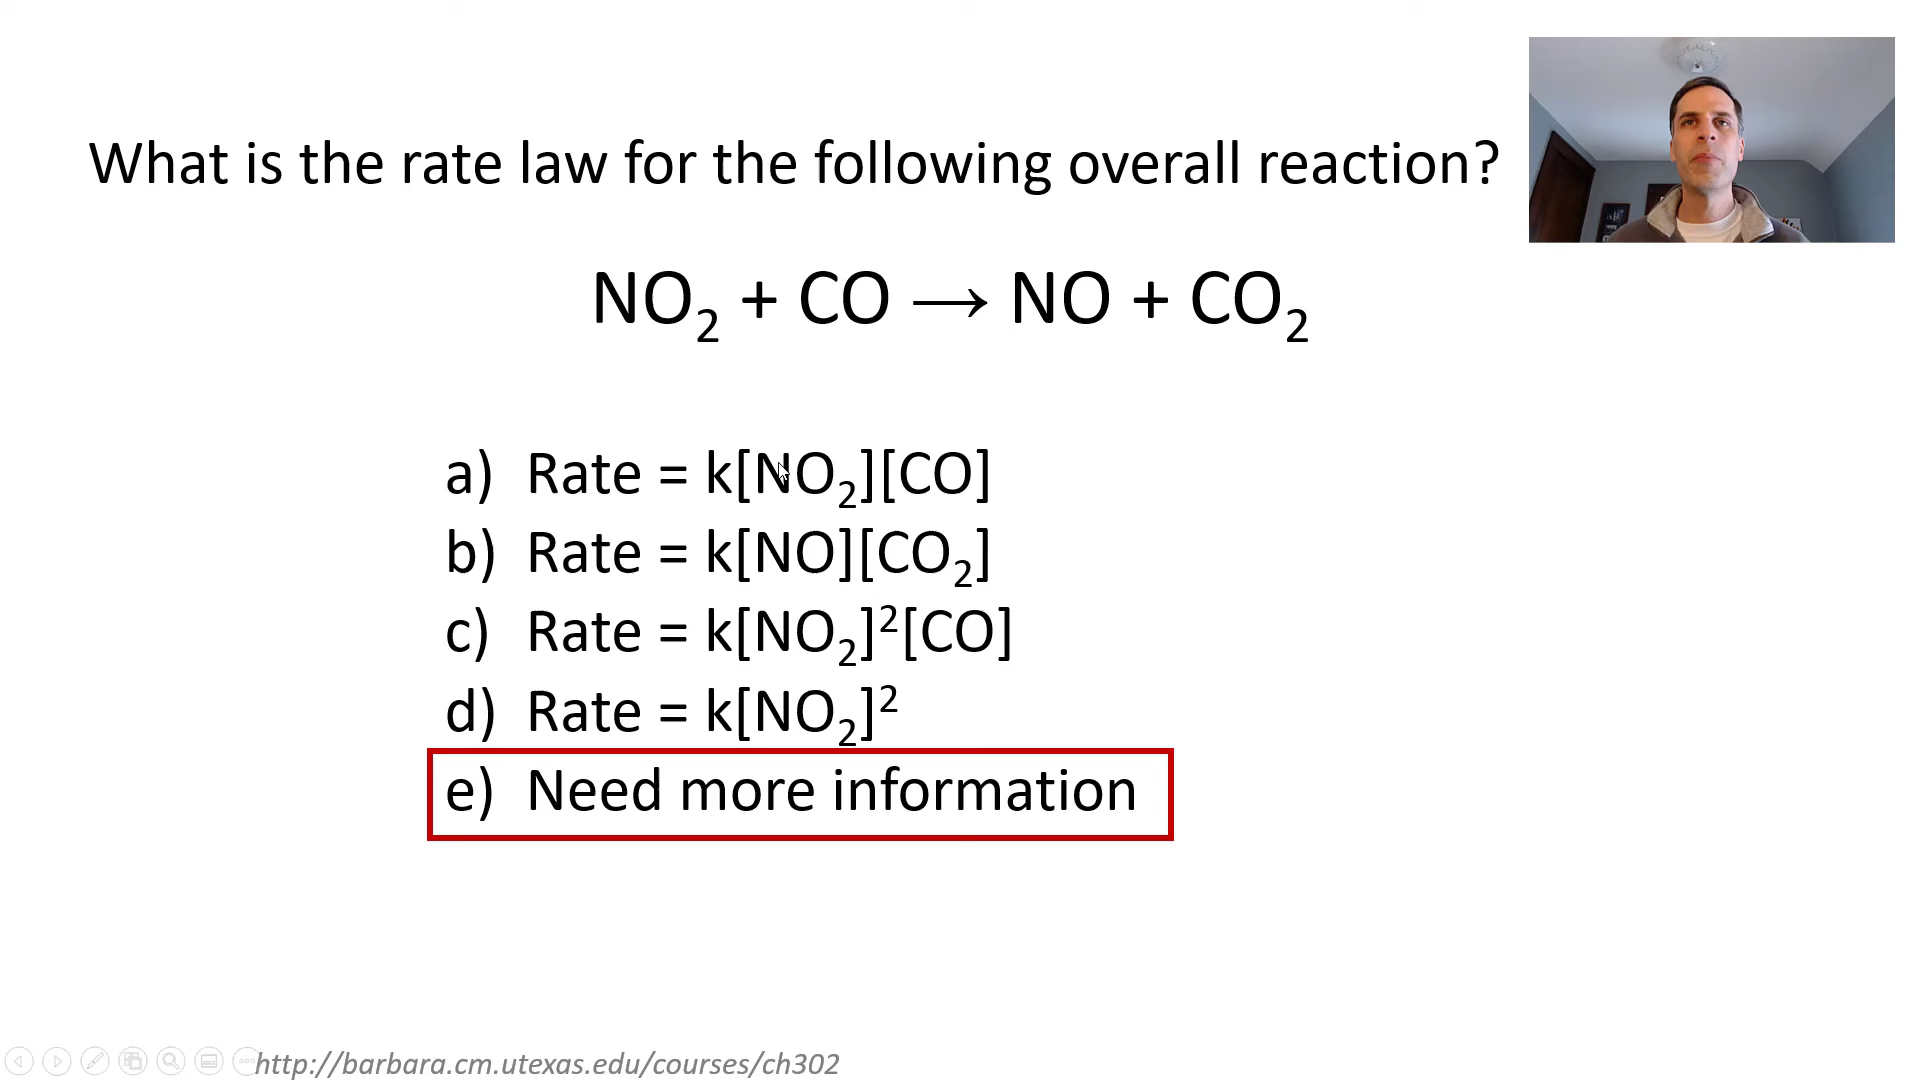 What is the rate law for the following overall reaction?
NO₂ + CO → NO + CO₂
a) Rate = k[NO₂][CO]
b) Rate = k[NO][CO₂]
c) Rate = k[NO₂]²[CO]
d) Rate = k[NO₂]²
e) Need more information
http://barbara.cm.utexas.edu/courses/ch302